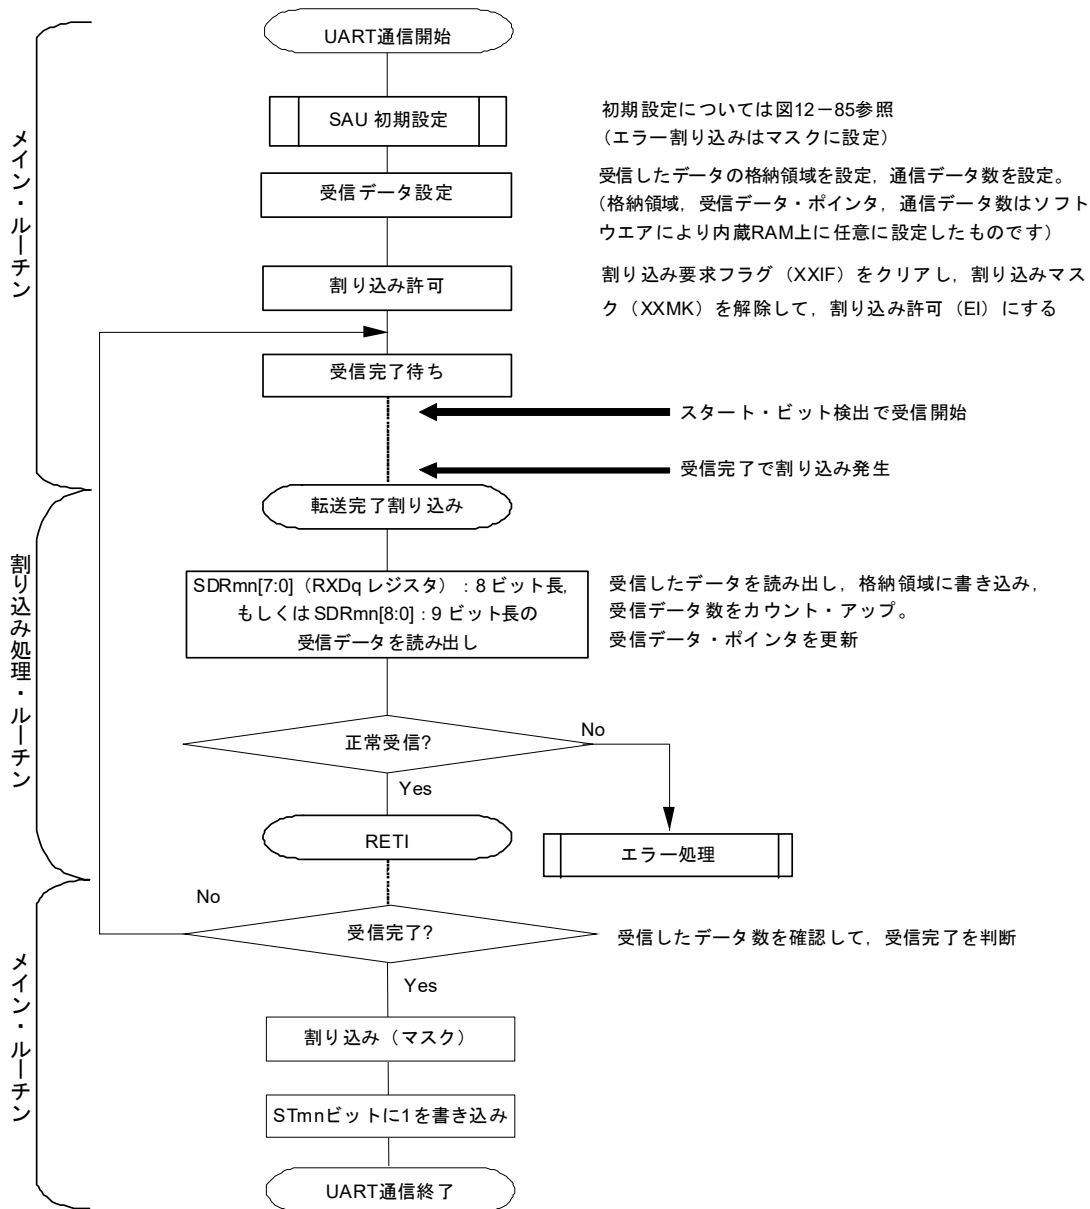 UART通信開始
SAU 初期設定
初期設定については図12－85参照
（エラー割り込みはマスクに設定）
メイン・ルーチン
受信データ設定
受信したデータの格納領域を設定，通信データ数を設定。
（格納領域，受信データ・ポインタ，通信データ数はソフト
ウエアにより内蔵RAM上に任意に設定したものです）
割り込み許可
割り込み要求フラグ（XXIF）をクリアし，割り込みマス
ク（XXMK）を解除して，割り込み許可（EI）にする
受信完了待ち
スタート・ビット検出で受信開始
受信完了で割り込み発生
転送完了割り込み
割り込み処理・ルーチン
SDRmn[7:0]（RXDq レジスタ）：8 ビット長,
もしくは SDRmn[8:0]：9 ビット長の
受信データを読み出し
受信したデータを読み出し，格納領域に書き込み，
受信データ数をカウント・アップ。
受信データ・ポインタを更新
正常受信?
No
Yes
RETI
エラー処理
No
受信完了?
受信したデータ数を確認して，受信完了を判断
Yes
メイン・ルーチン
割り込み（マスク）
STmnビットに1を書き込み
UART通信終了